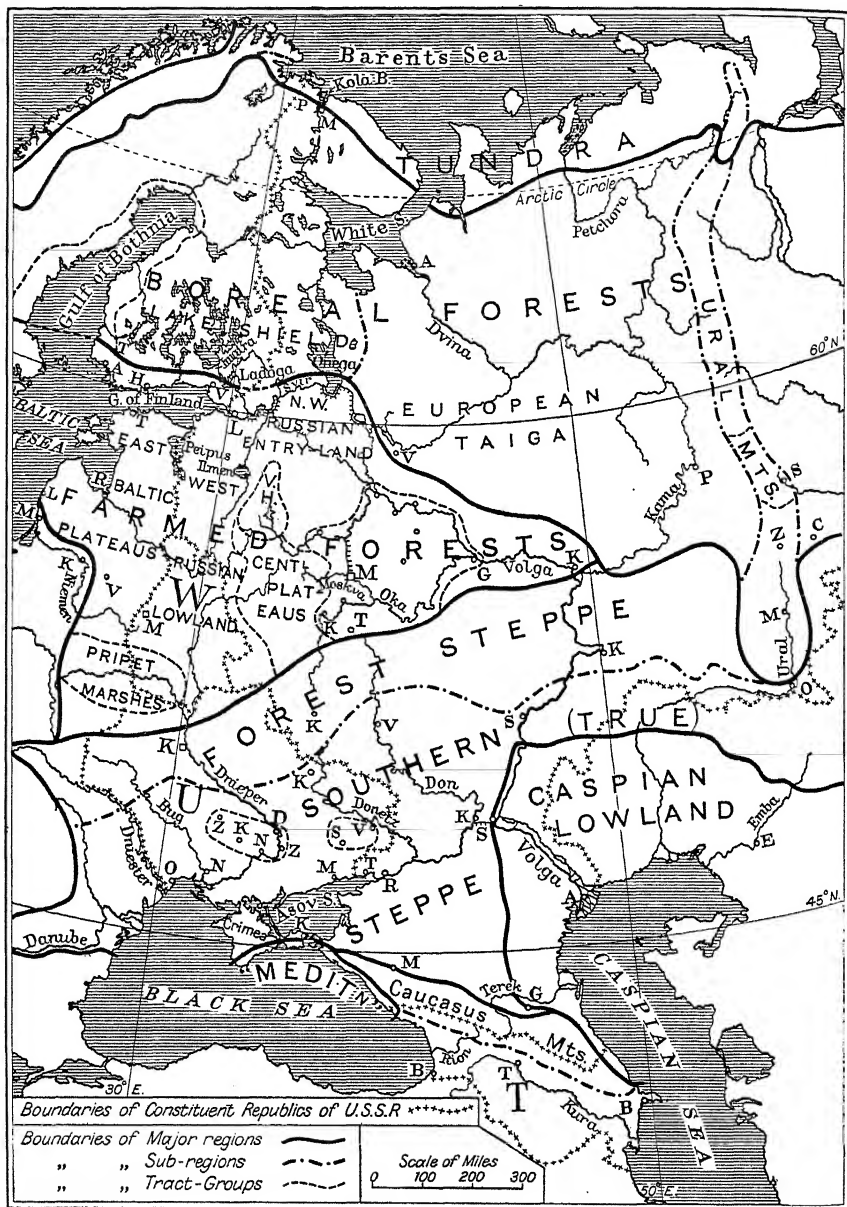 Barents Sea
Kola B.
P
M
TUNDRA
Arctic Circle
Petchora
White S.
A
Gulf of Bothnia
BOREAL FORESTS
LAKE SHIELD
De
Onega
Dvina
URAL MTS
60°N.
T
A H
Ladoga
Svir
G. of Finland
V
L
N.W.
RUSSIAN
ENTRY-LAND
EUROPEAN
TAIGA
BALTIC
SEA
T
EAST
BALTIC
Peipus
Ilmen
WEST
RUSSIAN
LOWLAND
V
H
L
V
P
S
Kama
R
L
M
FARMED FORESTS
PLATEAUS
K
Niemen
V
W
CENTL
PLAT
EAUS
M
Moskva
Oka
G
Volga
K
Z
C
M
K
T
M
PRIPET
MARSHES
FOREST STEPPE
K
Ural
O
K
K
V
S
(TRUE)
SOUTHERN
STEPPE
Dnieper
K
Don
Donets
CASPIAN
LOWLAND
Emba
E
U
Bug
Dniester
Z
K
N
D
Z
S
V
K
S
Volga
A
O
N
M
T
R
Asov S.
Crimea
K
45°N.
Danube
MEDITN
M
Terek
G
Caucasus
Mts.
BLACK SEA
CASPIAN
SEA
Rion
B
T
T
Kura
B
30° E.
50° E.
Boundaries of Constituent Republics of U.S.S.R
Boundaries of Major regions
„ „ Sub-regions
„ „ Tract-Groups
Scale of Miles
0 100 200 300